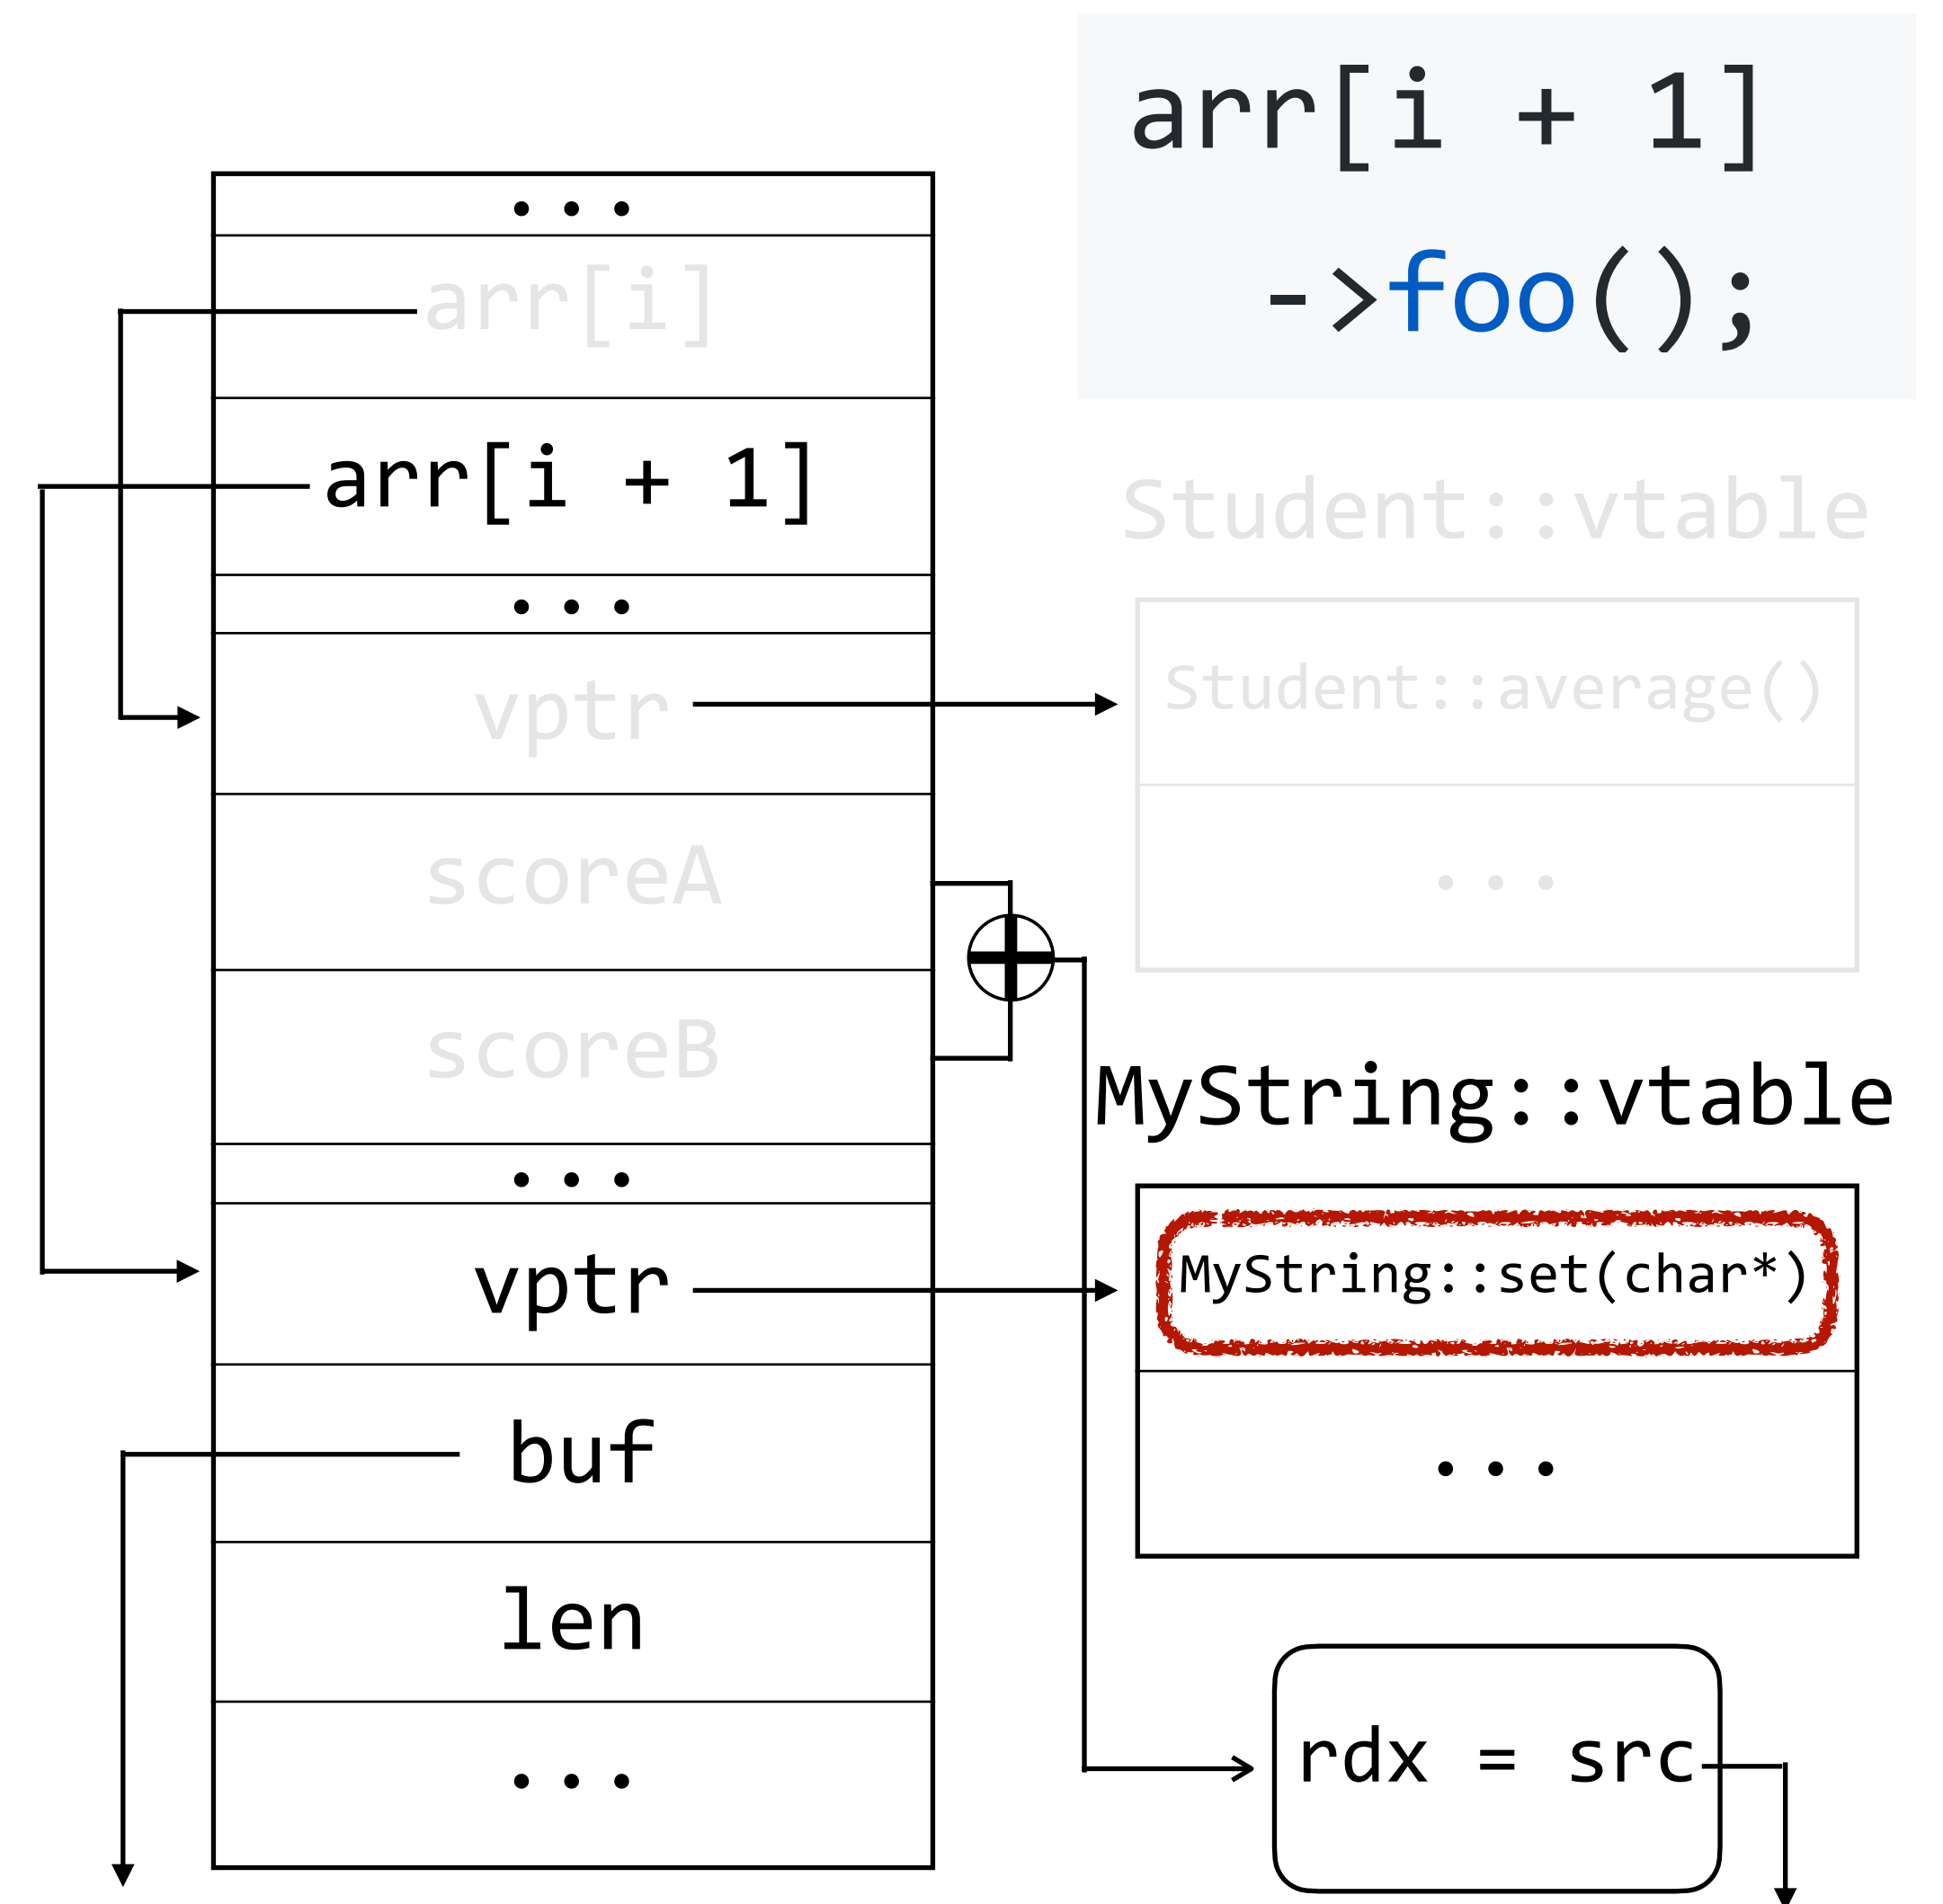 arr[i + 1]
->foo();
...
arr[i]
arr[i + 1]
...
vptr
scoreA
scoreB
...
vptr
buf
len
...
Student::vtable
Student::average()
...
MyString::vtable
MyString::set(char*)
...
rdx = src